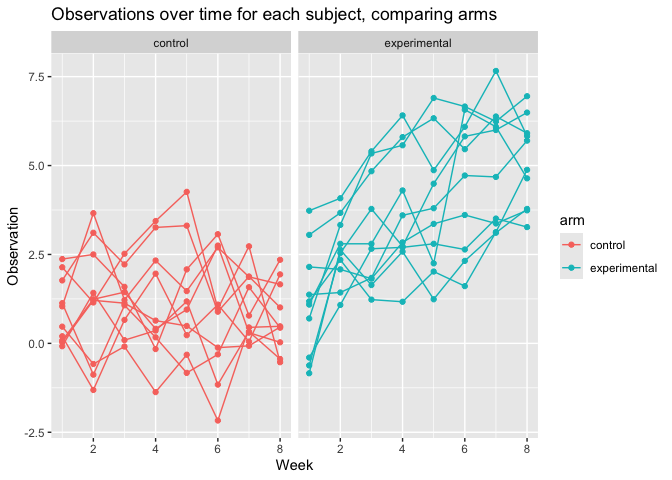 Observations over time for each subject, comparing arms
control experimental
7.5
5.0
2.5
0.0
-2.5
2 4 6 8 2 4 6 8
Week
Observation
arm
control
experimental